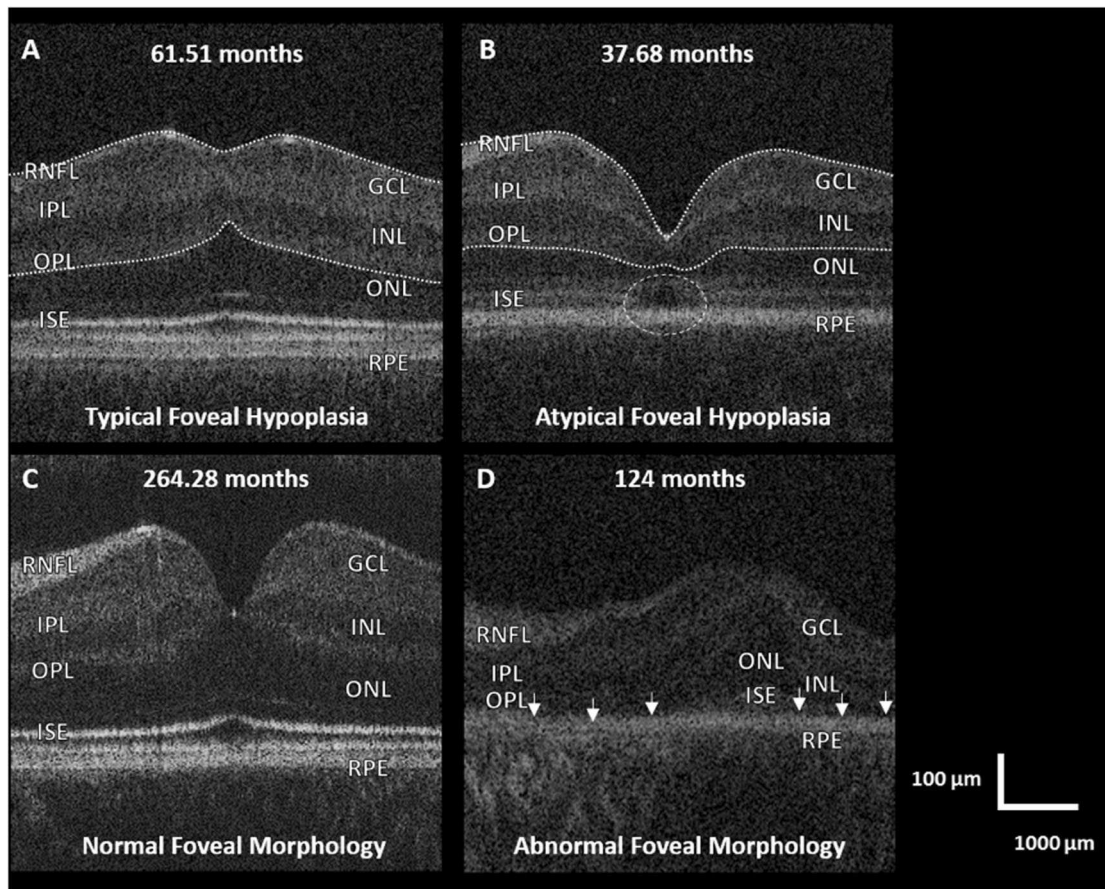 A
61.51 months
RNFL
GCL
IPL
INL
OPL
ONL
ISE
RPE
Typical Foveal Hypoplasia
B
37.68 months
RNFL
GCL
IPL
INL
OPL
ONL
ISE
RPE
Atypical Foveal Hypoplasia
C
264.28 months
RNFL
GCL
IPL
INL
OPL
ONL
ISE
RPE
Normal Foveal Morphology
D
124 months
RNFL
GCL
ONL
IPL
INL
OPL
ISE
RPE
Abnormal Foveal Morphology
100 µm
1000 µm